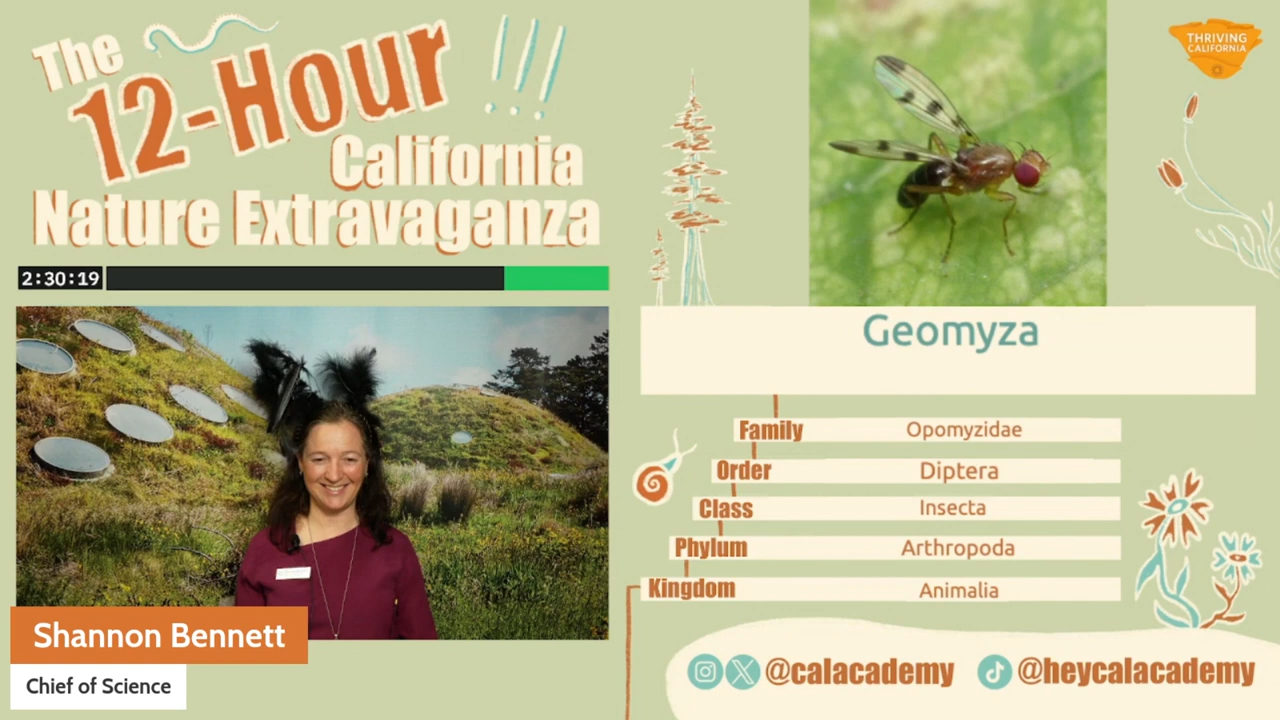 The
12-Hour
!!!
California
Nature Extravaganza
2:30:19
Shannon Bennett
Chief of Science
THRIVING
CALIFORNIA
Geomyza
Family Opomyzidae
Order Diptera
Class Insecta
Phylum Arthropoda
Kingdom Animalia
@calacademy @heycalacademy